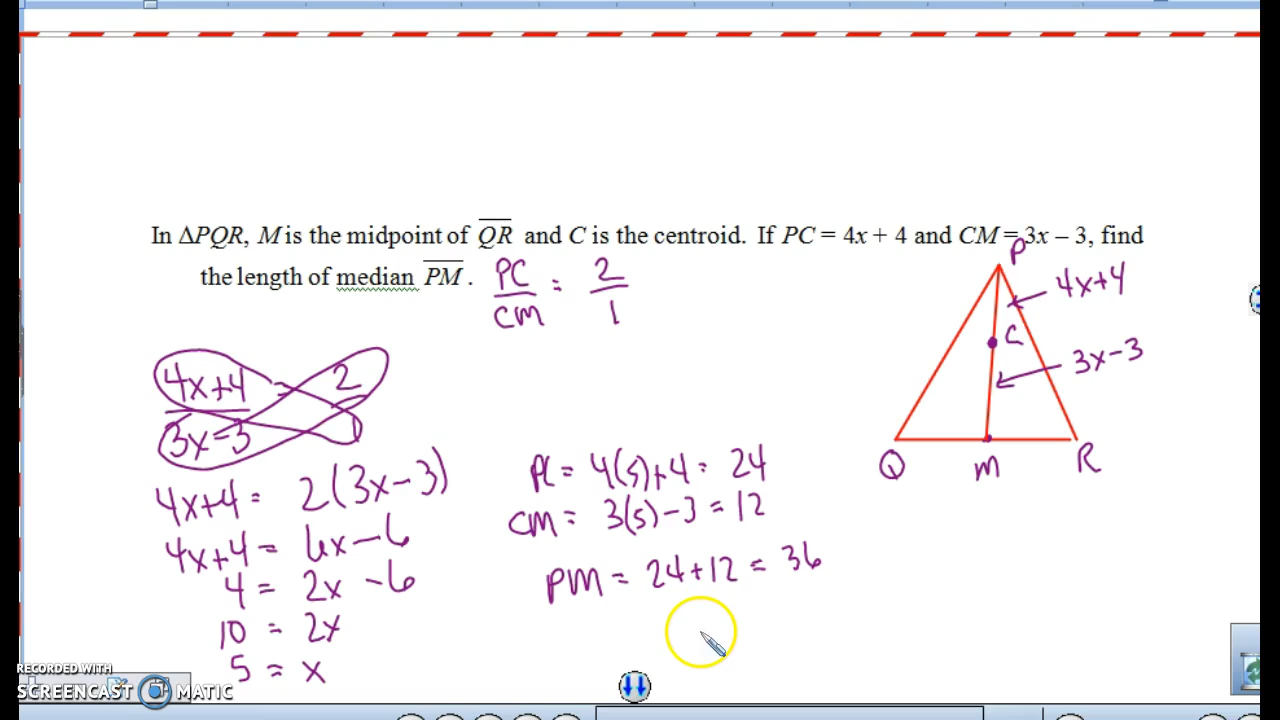 In ΔPQR, M is the midpoint of QR and C is the centroid. If PC = 4x + 4 and CM = 3x – 3, find
the length of median PM.
PC/CM = 2/1
P
4x+4
C
3x-3
Q M R
4x+4/3x-3 = 2/1
4x+4 = 2(3x-3)
4x+4 = 6x-6
4 = 2x-6
10 = 2x
5 = x
PC = 4(5)+4 = 24
CM = 3(5)-3 = 12
PM = 24+12 = 36
RECORDED WITH
SCREENCAST MATIC